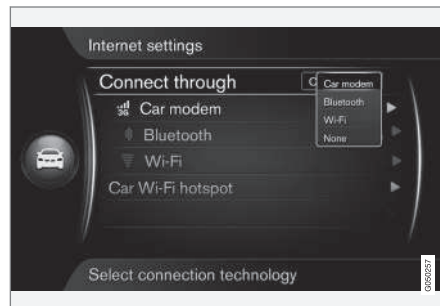 Internet settings
Connect through
C
Car modem
Bluetooth
Wi-Fi
None
3G Car modem
Bluetooth
Wi-Fi
Car Wi-Fi hotspot
Select connection technology
G050257